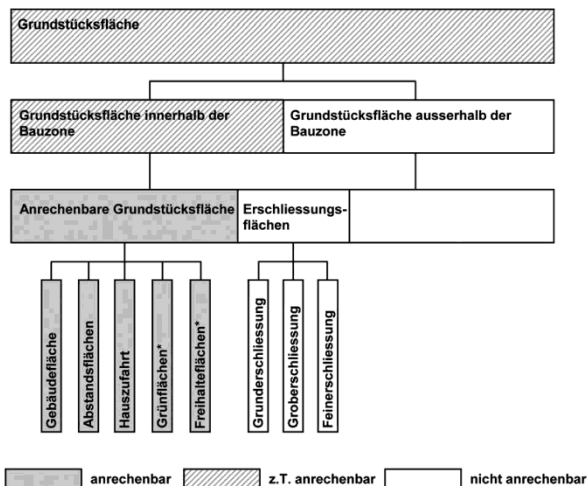 Grundstücksfläche
Grundstücksfläche innerhalb der
Bauzone
Grundstücksfläche ausserhalb der
Bauzone
Anrechenbare Grundstücksfläche
Erschliessungs-
flächen
Gebäudefläche
Abstandsflächen
Hauszufahrt
Grünflächen*
Freihalteflächen*
Grunderschliessung
Groberschliessung
Feinerschliessung
anrechenbar
z.T. anrechenbar
nicht anrechenbar